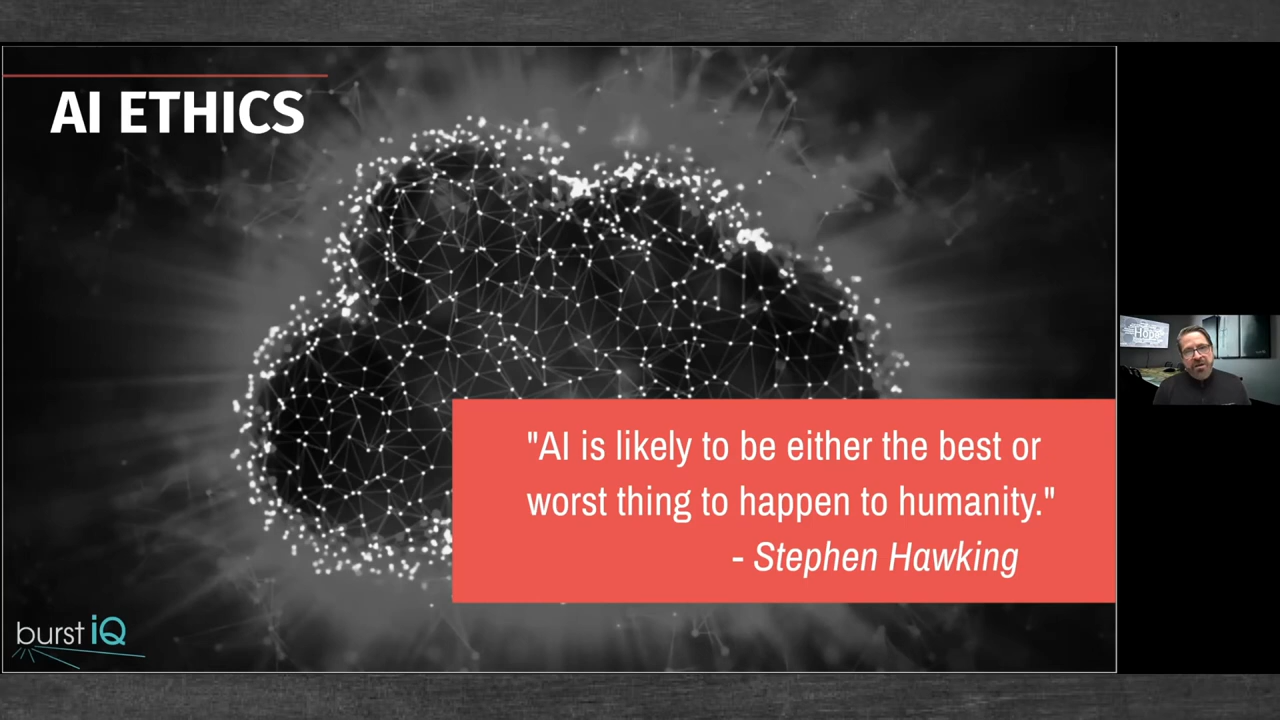 AI ETHICS
"AI is likely to be either the best or
worst thing to happen to humanity."
- Stephen Hawking
burst iQ